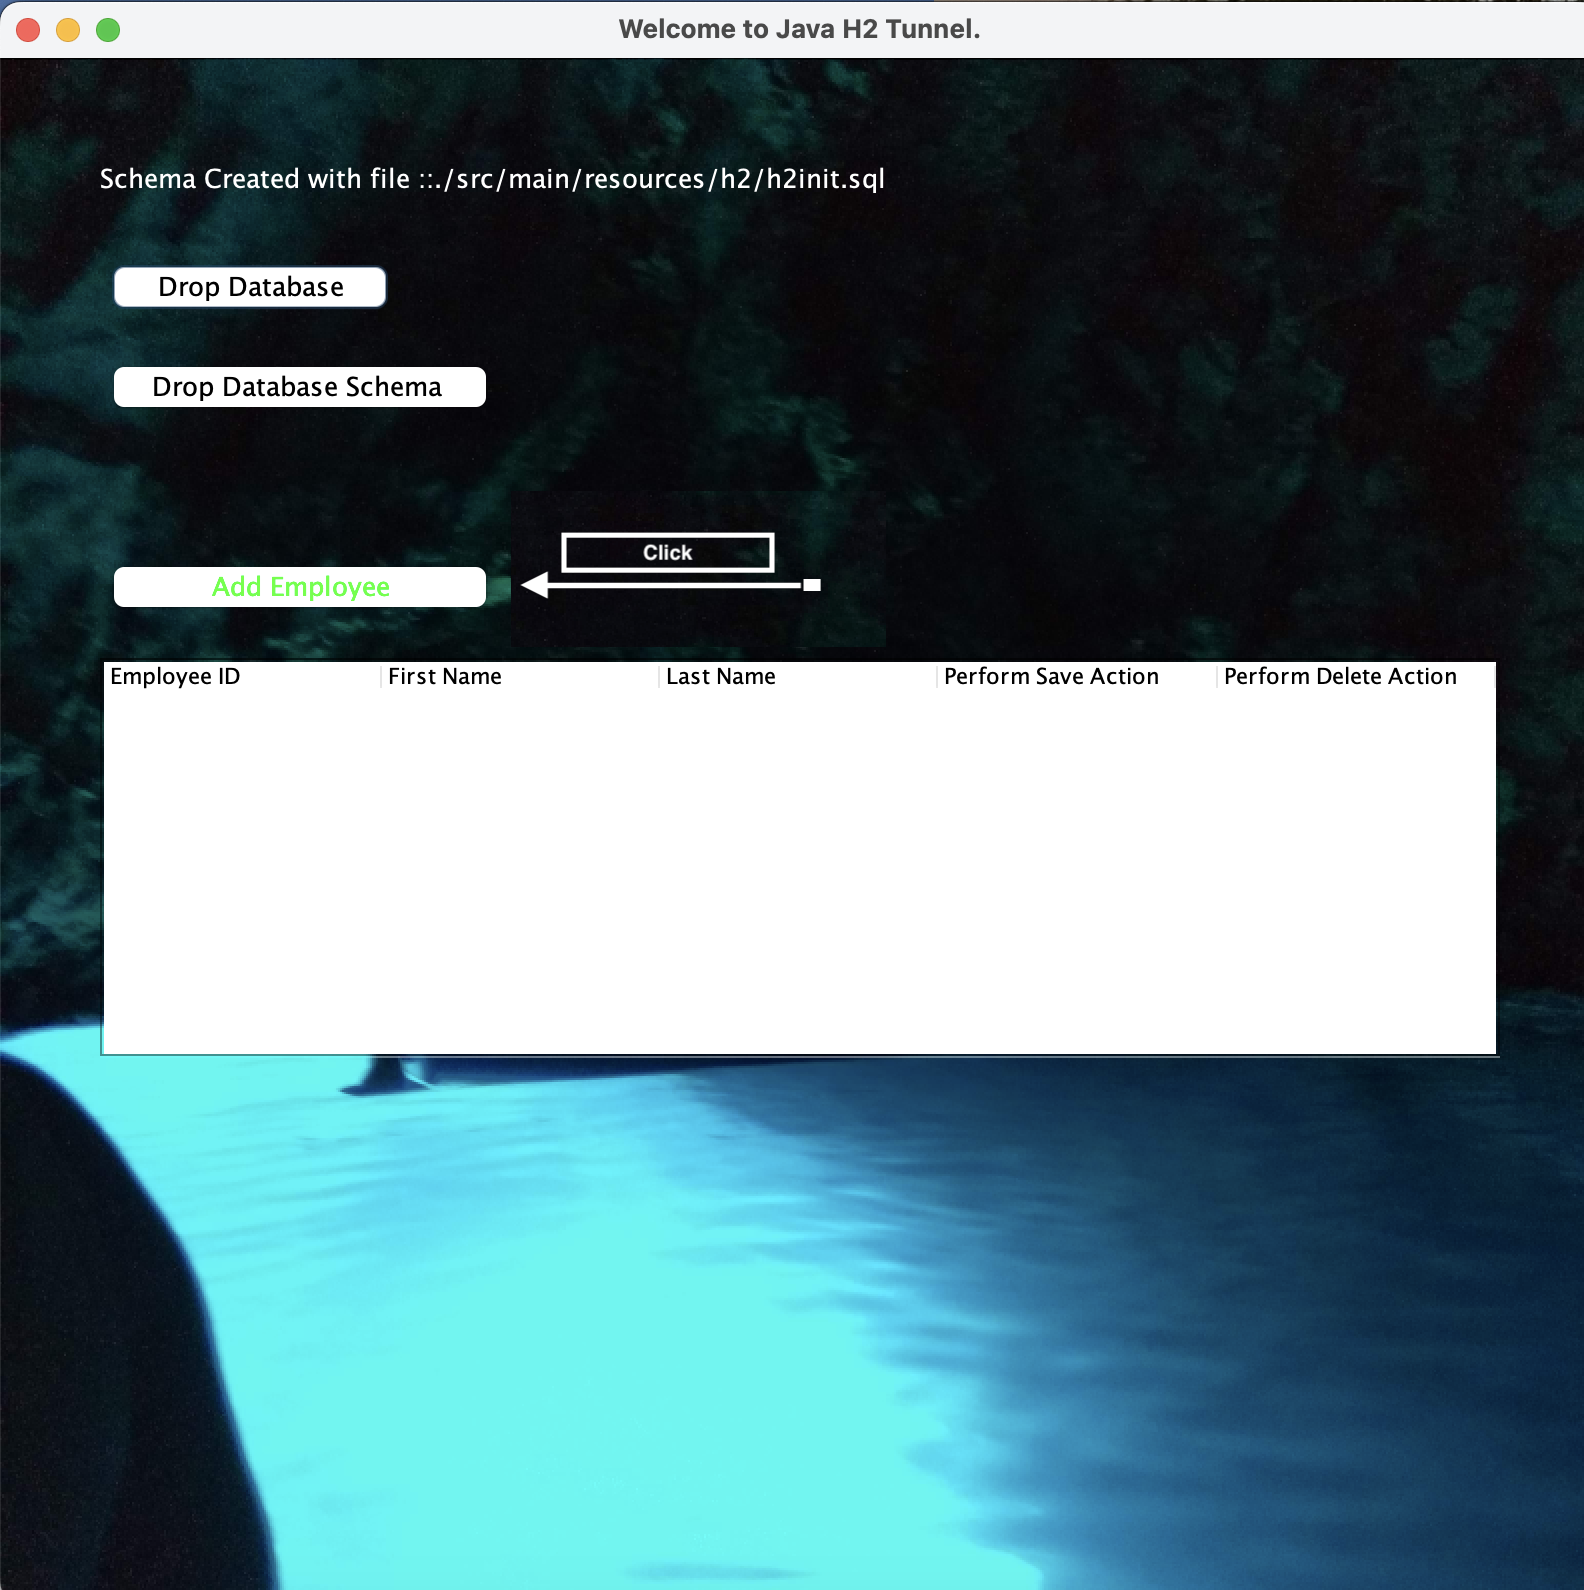 Welcome to Java H2 Tunnel.
Schema Created with file ::./src/main/resources/h2/h2init.sql
Drop Database
Drop Database Schema
Click
Add Employee
Employee ID First Name Last Name Perform Save Action Perform Delete Action